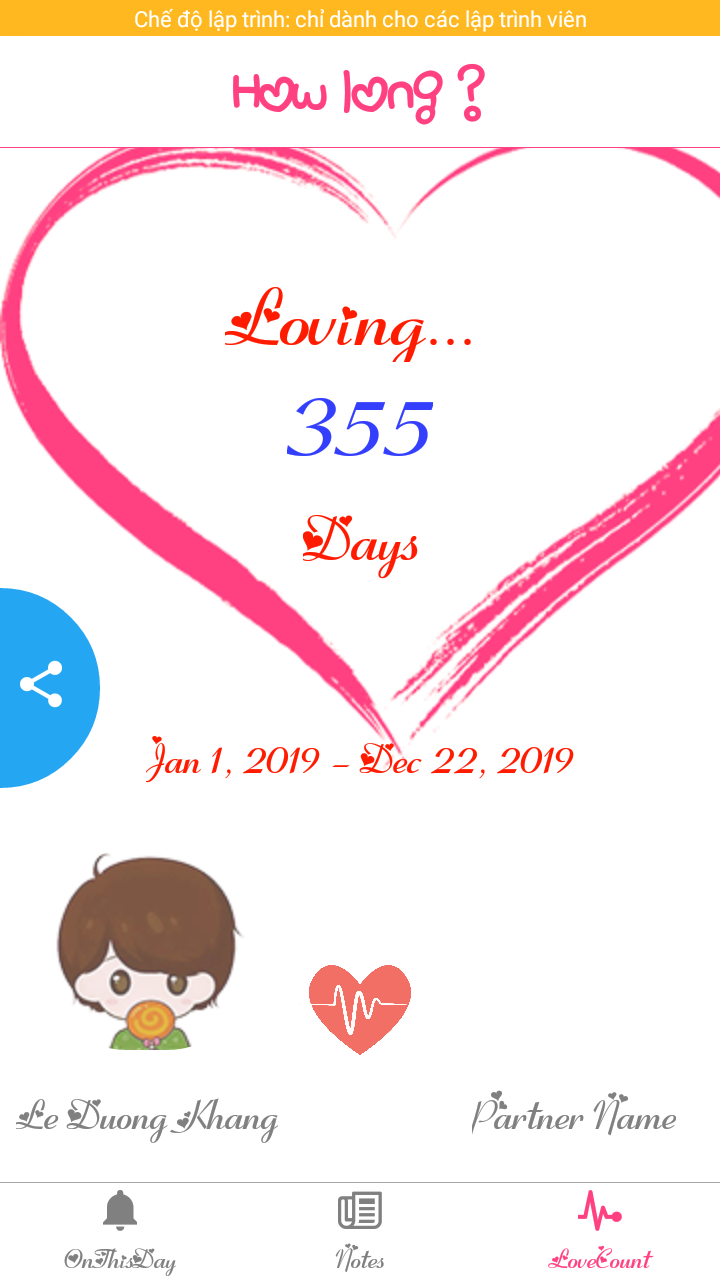 Chế độ lập trình: chỉ dành cho các lập trình viên
How long ?
Loving...
355
Days
Jan 1, 2019 - Dec 22, 2019
Le Duong Khang
Partner Name
OnThisDay
Notes
LoveCount